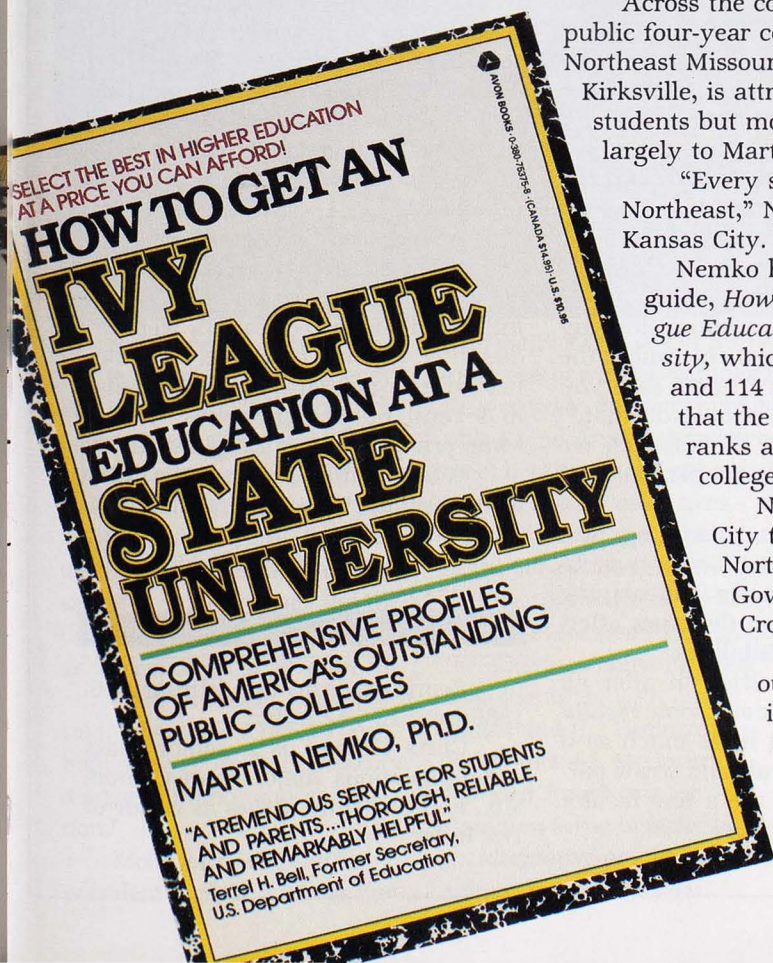 SELECT THE BEST IN HIGHER EDUCATION
AT A PRICE YOU CAN AFFORD!
HOW TO GET AN
IVY
LEAGUE
EDUCATION AT A
STATE
UNIVERSITY
COMPREHENSIVE PROFILES
OF AMERICA'S OUTSTANDING
PUBLIC COLLEGES
MARTIN NEMKO, Ph.D.
"A TREMENDOUS SERVICE FOR STUDENTS
AND PARENTS...THOROUGH, RELIABLE,
AND REMARKABLY HELPFUL"
Terrel H. Bell, Former Secretary,
U.S. Department of Education
AVON BOOKS · 0-380-75375-8 · (CANADA $14.95) · U.S. $10.95
Across the co
public four-year co
Northeast Missour
Kirksville, is attr
students but mo
largely to Mart
"Every s
Northeast," N
Kansas City.
Nemko h
guide, How
gue Educa
sity, whic
and 114
that the
ranks a
college
N
City t
Nort
Gov
Cro
ou
i